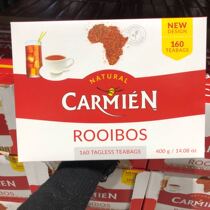 NEW
DESIGN
160
TEABAGS
NATURAL
CARMIÉN
ROOIBOS
160 TAGLESS TEABAGS
400 g / 14.08 oz